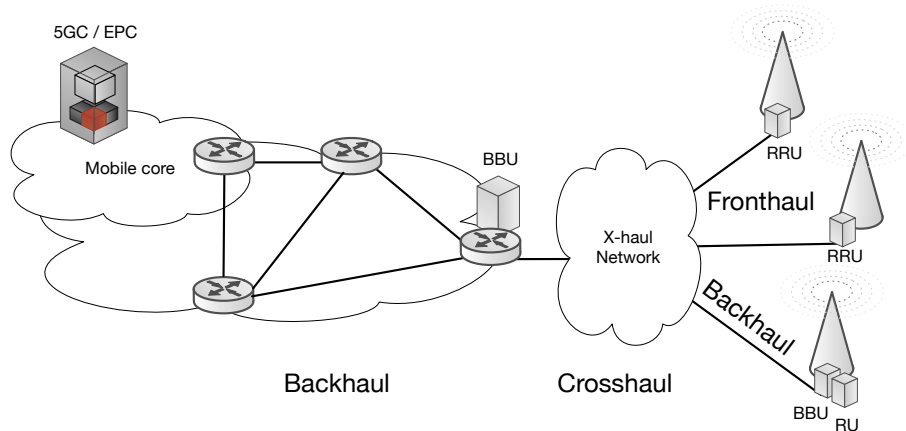 5GC / EPC
Mobile core
BBU
X-haul
Network
RRU
Fronthaul
RRU
Backhaul
BBU
RU
Backhaul
Crosshaul